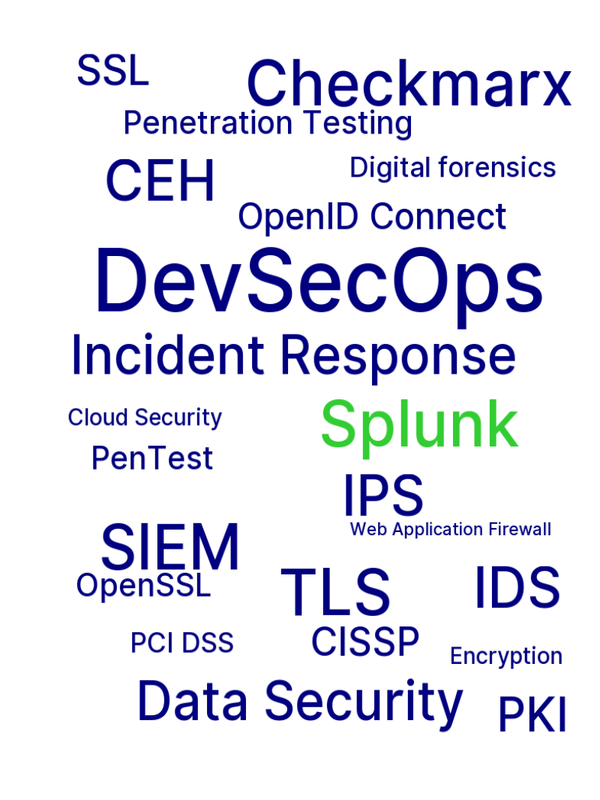 SSL
Checkmarx
Penetration Testing
Digital forensics
CEH
OpenID Connect
DevSecOps
Incident Response
Cloud Security
Splunk
PenTest
IPS
Web Application Firewall
SIEM
OpenSSL
TLS
IDS
PCI DSS
CISSP
Encryption
Data Security
PKI